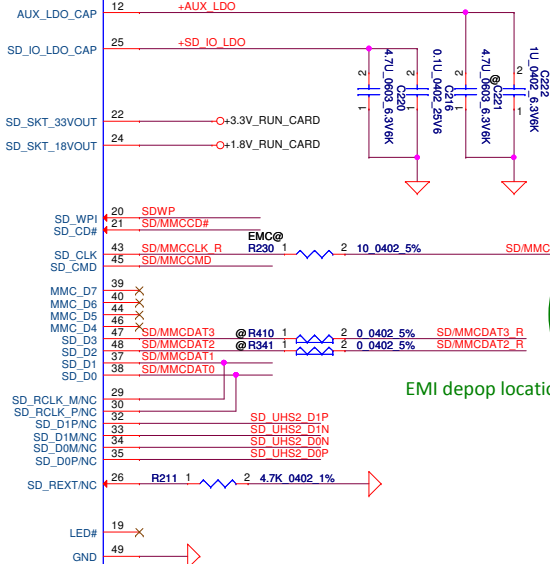 AUX_LDO_CAP 12 +AUX_LDO
SD_IO_LDO_CAP 25 +SD_IO_LDO
2 1 4.7U_0603_6.3V6K C220
2 1 0.1U_0402_25V6 C216
2 1 4.7U_0603_6.3V6K @C221
2 1 1U_0402_6.3V6K C222
SD_SKT_33VOUT 22 +3.3V_RUN_CARD
SD_SKT_18VOUT 24 +1.8V_RUN_CARD
SD_WPI 20 SDWP
SD_CD# 21 SD/MMCCD#
EMC@
SD_CLK 43 SD/MMCCLK_R R230 1 2 10_0402_5% SD/MMC
SD_CMD 45 SD/MMCCMD
MMC_D7 39
MMC_D6 40
MMC_D5 44
MMC_D4 46
SD_D3 47 SD/MMCDAT3 @R410 1 2 0_0402_5% SD/MMCDAT3_R
SD_D2 48 SD/MMCDAT2 @R341 1 2 0_0402_5% SD/MMCDAT2_R
SD_D1 37 SD/MMCDAT1
SD_D0 38 SD/MMCDAT0
EMI depop locatio
SD_RCLK_M/NC 29
SD_RCLK_P/NC 30
SD_D1P/NC 32 SD_UHS2_D1P
SD_D1M/NC 33 SD_UHS2_D1N
SD_D0M/NC 34 SD_UHS2_D0N
SD_D0P/NC 35 SD_UHS2_D0P
SD_REXT/NC 26 R211 1 2 4.7K_0402_1%
LED# 19
GND 49